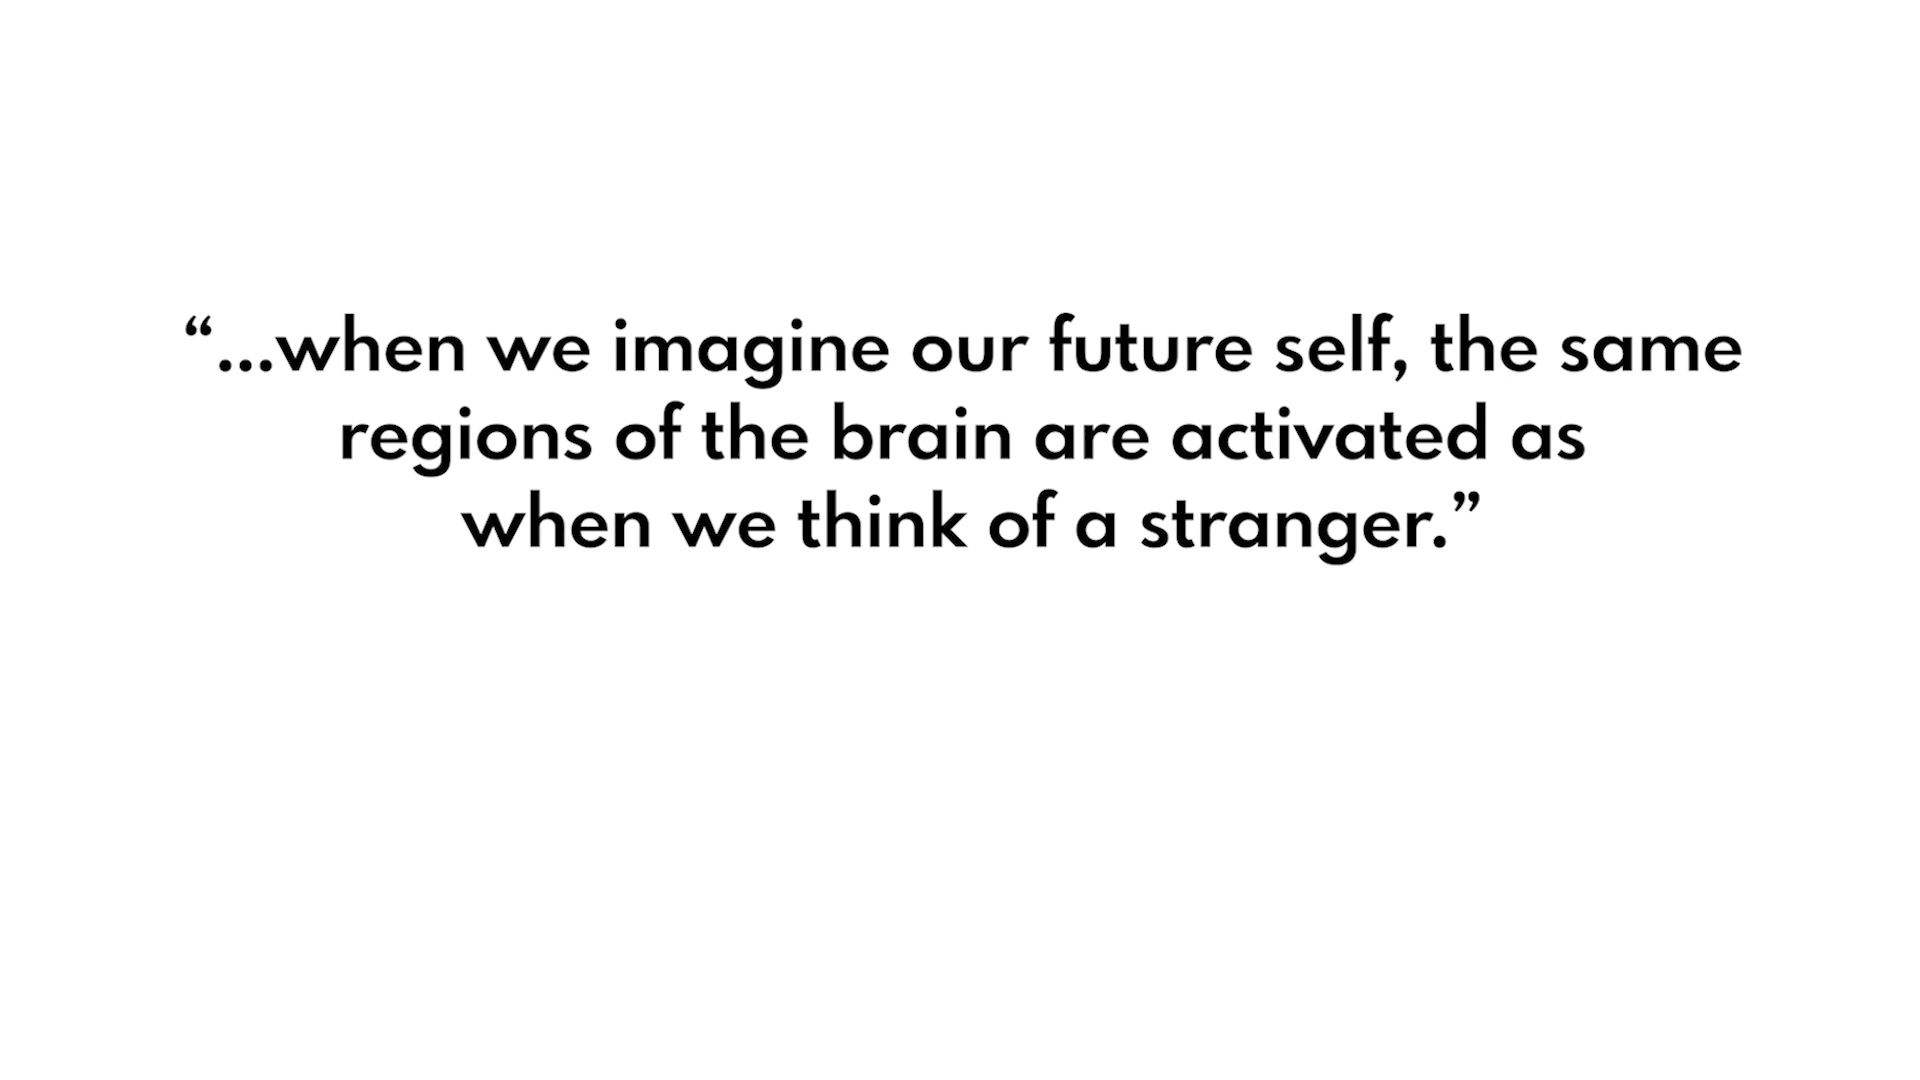 “...when we imagine our future self, the same
regions of the brain are activated as
when we think of a stranger.”